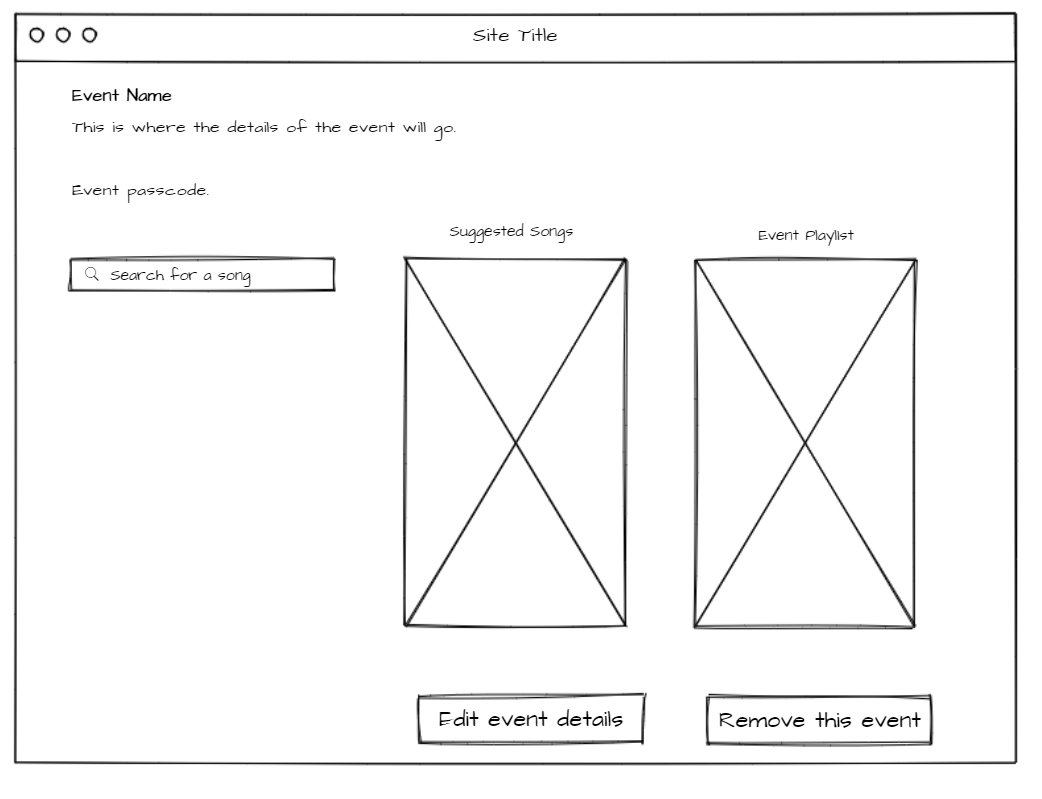 Site Title
Event Name
This is where the details of the event will go.
Event passcode.
Suggested Songs
Event Playlist
Search for a song
Edit event details
Remove this event